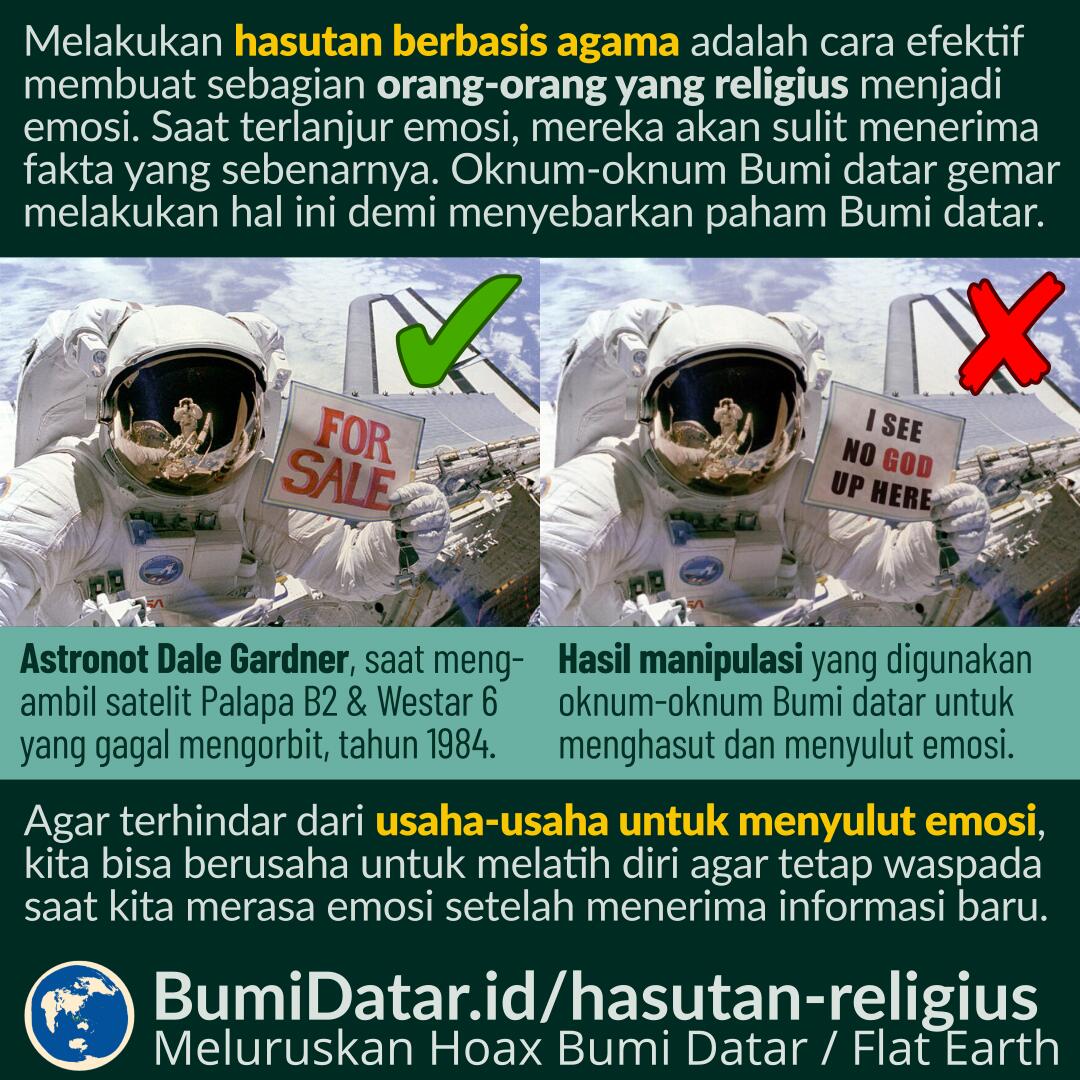 Melakukan hasutan berbasis agama adalah cara efektif
membuat sebagian orang-orang yang religius menjadi
emosi. Saat terlanjur emosi, mereka akan sulit menerima
fakta yang sebenarnya. Oknum-oknum Bumi datar gemar
melakukan hal ini demi menyebarkan paham Bumi datar.
FOR
SALE
I SEE
NO GOD
UP HERE
Astronot Dale Gardner, saat meng-
ambil satelit Palapa B2 & Westar 6
yang gagal mengorbit, tahun 1984.
Hasil manipulasi yang digunakan
oknum-oknum Bumi datar untuk
menghasut dan menyulut emosi.
Agar terhindar dari usaha-usaha untuk menyulut emosi,
kita bisa berusaha untuk melatih diri agar tetap waspada
saat kita merasa emosi setelah menerima informasi baru.
BumiDatar.id/hasutan-religius
Meluruskan Hoax Bumi Datar / Flat Earth